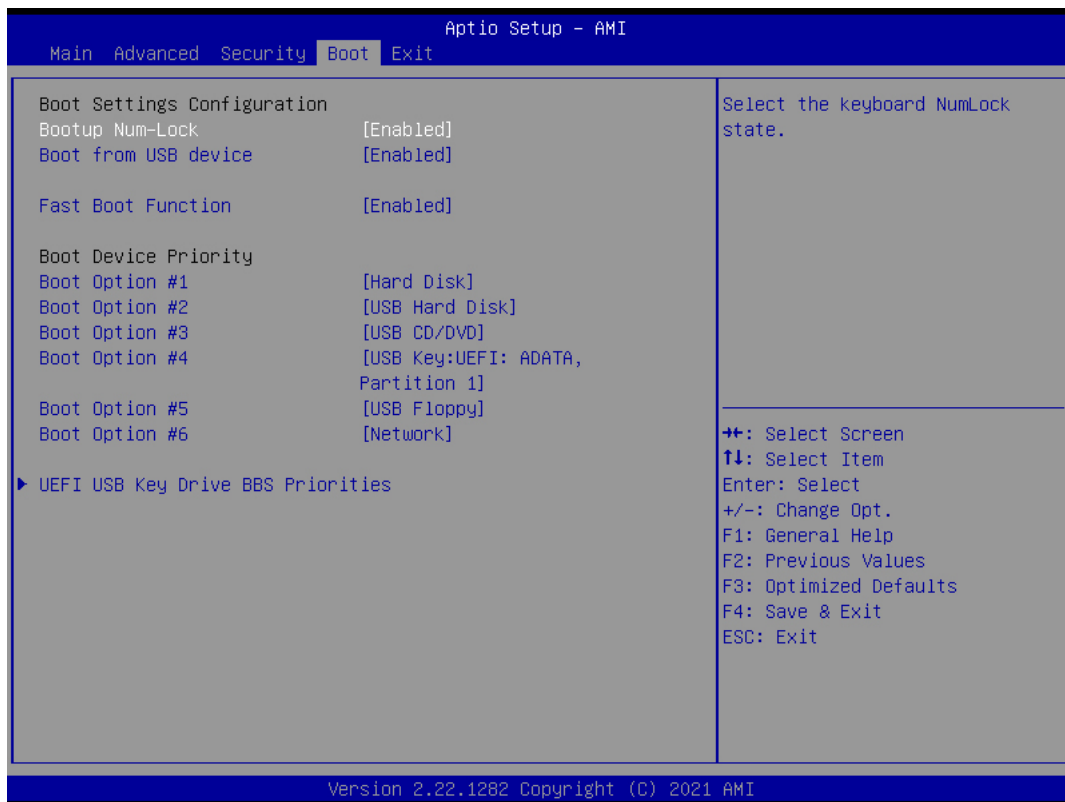 Aptio Setup – AMI
Main Advanced Security Boot Exit
Boot Settings Configuration
Bootup Num-Lock [Enabled]
Boot from USB device [Enabled]
Fast Boot Function [Enabled]
Boot Device Priority
Boot Option #1 [Hard Disk]
Boot Option #2 [USB Hard Disk]
Boot Option #3 [USB CD/DVD]
Boot Option #4 [USB Key:UEFI: ADATA,
Partition 1]
Boot Option #5 [USB Floppy]
Boot Option #6 [Network]
▶ UEFI USB Key Drive BBS Priorities
Select the keyboard NumLock
state.
→←: Select Screen
↑↓: Select Item
Enter: Select
+/-: Change Opt.
F1: General Help
F2: Previous Values
F3: Optimized Defaults
F4: Save & Exit
ESC: Exit
Version 2.22.1282 Copyright (C) 2021 AMI